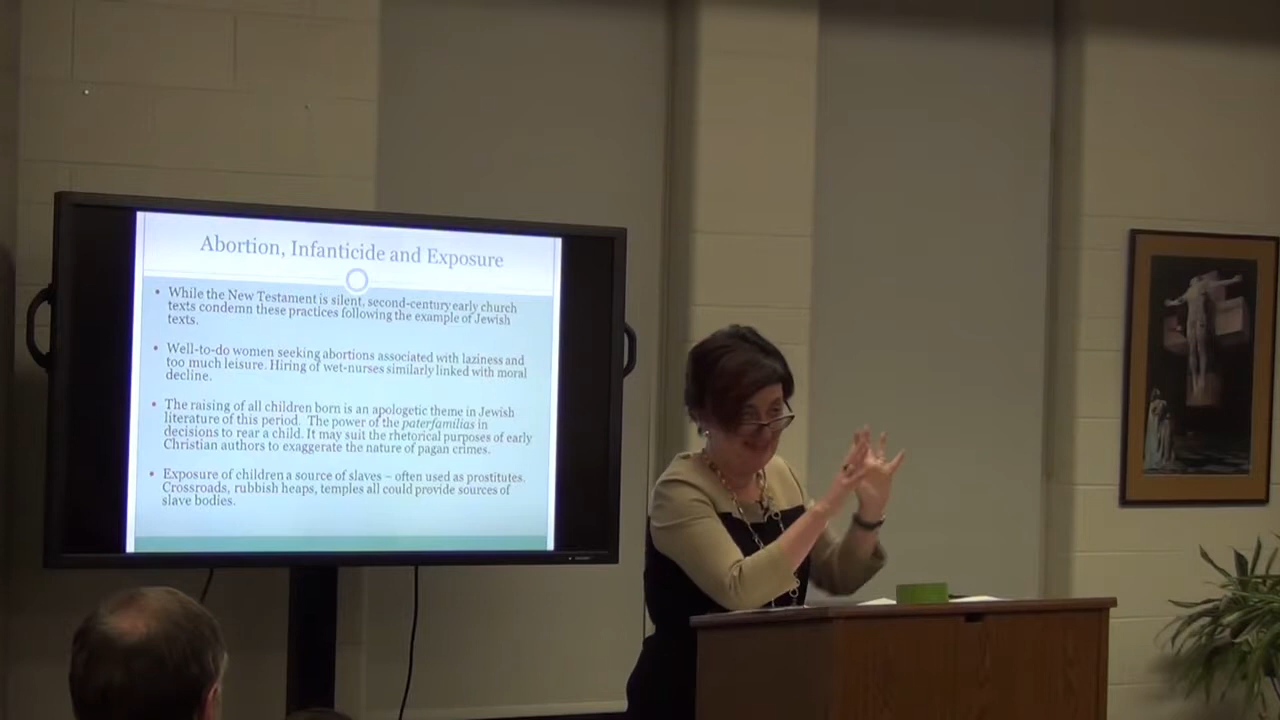 Abortion, Infanticide and Exposure
• While the New Testament is silent, second-century early church
texts condemn these practices following the example of Jewish
texts.
• Well-to-do women seeking abortions associated with laziness and
too much leisure. Hiring of wet-nurses similarly linked with moral
decline.
• The raising of all children born is an apologetic theme in Jewish
literature of this period. The power of the paterfamilias in
decisions to rear a child. It may suit the rhetorical purposes of early
Christian authors to exaggerate the nature of pagan crimes.
• Exposure of children a source of slaves – often used as prostitutes.
Crossroads, rubbish heaps, temples all could provide sources of
slave bodies.